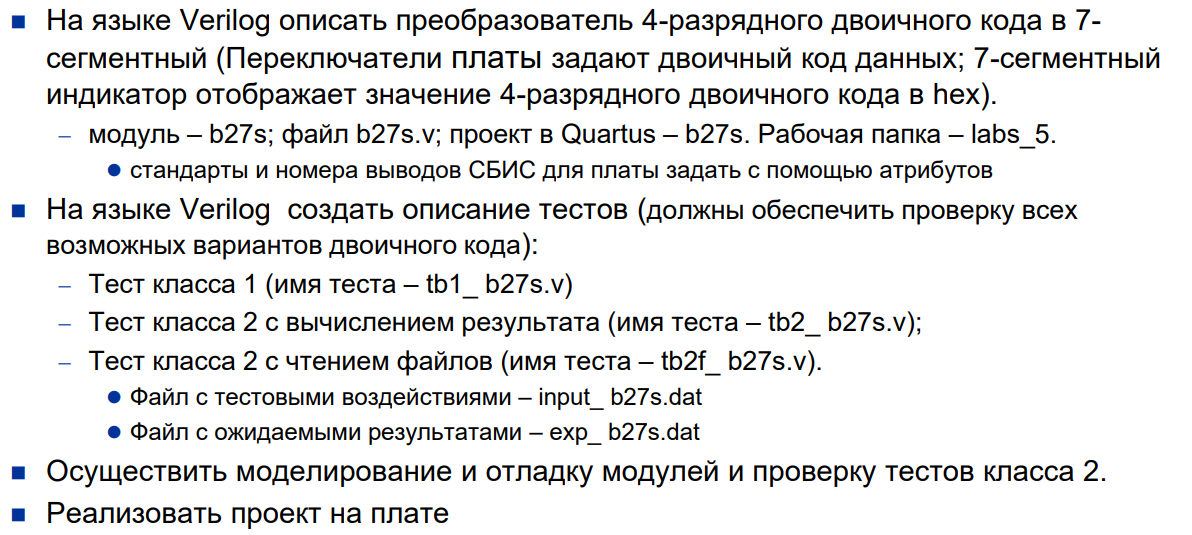 На языке Verilog описать преобразователь 4-разрядного двоичного кода в 7-
сегментный (Переключатели платы задают двоичный код данных; 7-сегментный
индикатор отображает значение 4-разрядного двоичного кода в hex).
– модуль – b27s; файл b27s.v; проект в Quartus – b27s. Рабочая папка – labs_5.
стандарты и номера выводов СБИС для платы задать с помощью атрибутов
На языке Verilog создать описание тестов (должны обеспечить проверку всех
возможных вариантов двоичного кода):
– Тест класса 1 (имя теста – tb1_ b27s.v)
– Тест класса 2 с вычислением результата (имя теста – tb2_ b27s.v);
– Тест класса 2 с чтением файлов (имя теста – tb2f_ b27s.v).
Файл с тестовыми воздействиями – input_ b27s.dat
Файл с ожидаемыми результатами – exp_ b27s.dat
Осуществить моделирование и отладку модулей и проверку тестов класса 2.
Реализовать проект на плате